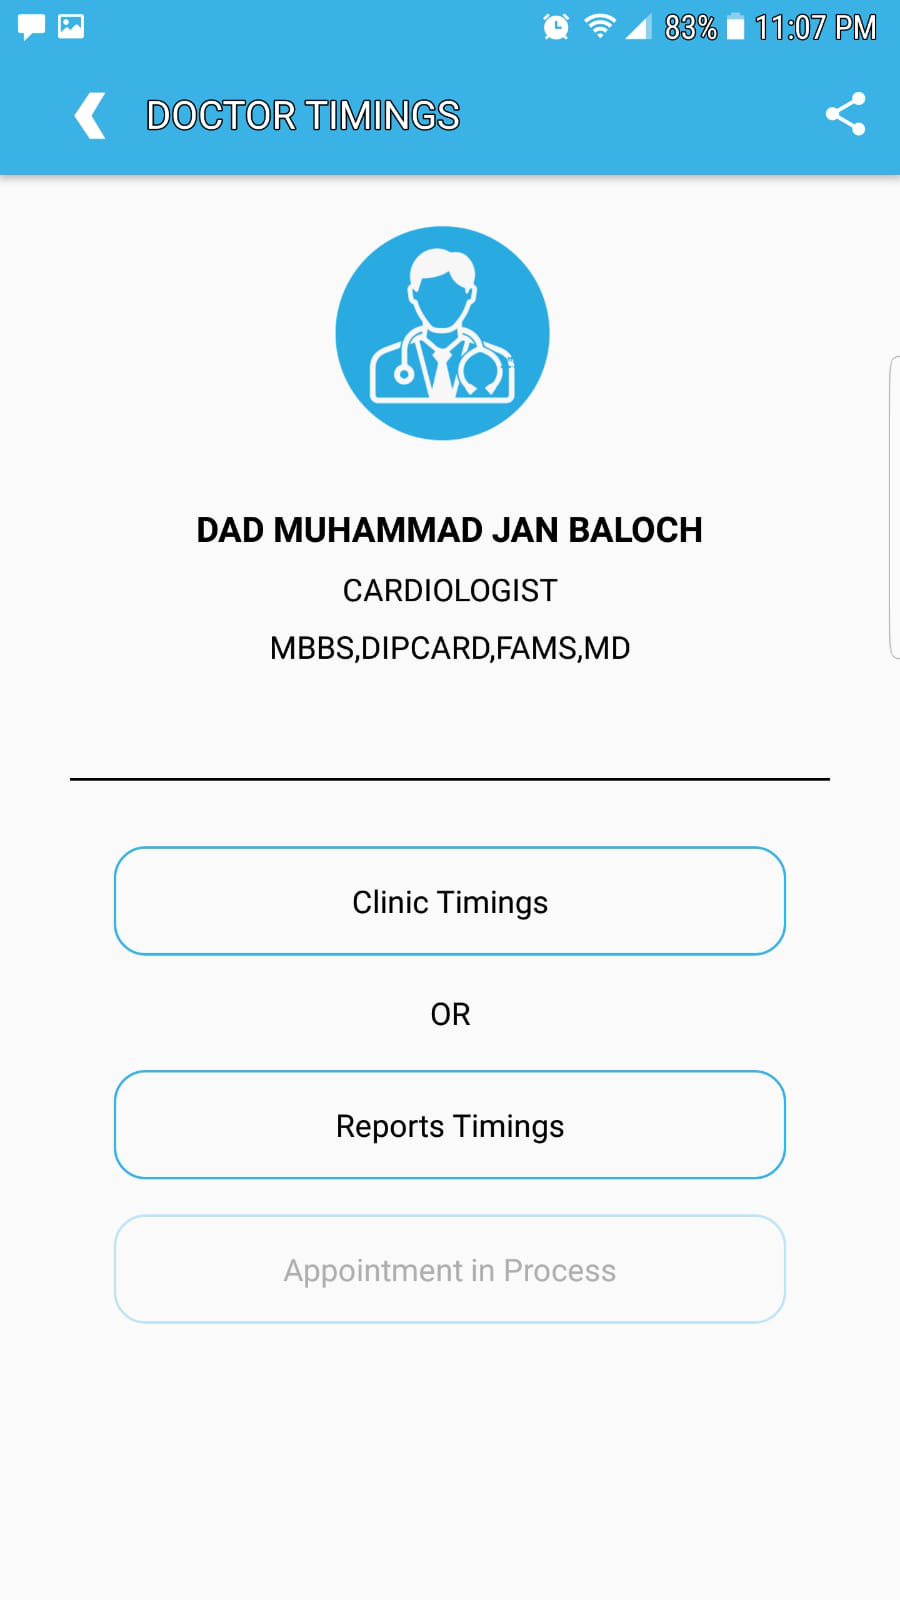 83% 11:07 PM
DOCTOR TIMINGS
DAD MUHAMMAD JAN BALOCH
CARDIOLOGIST
MBBS,DIPCARD,FAMS,MD
Clinic Timings
OR
Reports Timings
Appointment in Process